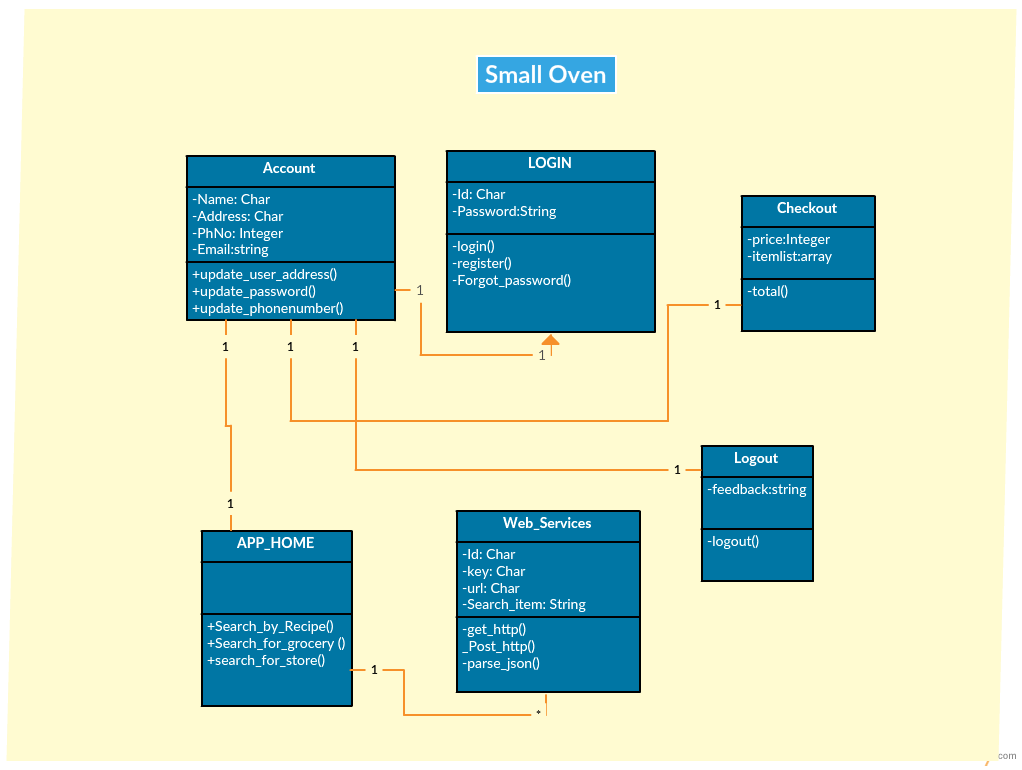 Small Oven
Account
-Name: Char
-Address: Char
-PhNo: Integer
-Email:string
+update_user_address()
+update_password()
+update_phonenumber()
LOGIN
-Id: Char
-Password:String
-login()
-register()
-Forgot_password()
Checkout
-price:Integer
-itemlist:array
-total()
1
1
1
1
1
1
1
Logout
-feedback:string
-logout()
1
APP_HOME
+Search_by_Recipe()
+Search_for_grocery ()
+search_for_store()
Web_Services
-Id: Char
-key: Char
-url: Char
-Search_item: String
-get_http()
_Post_http()
-parse_json()
1
*
com